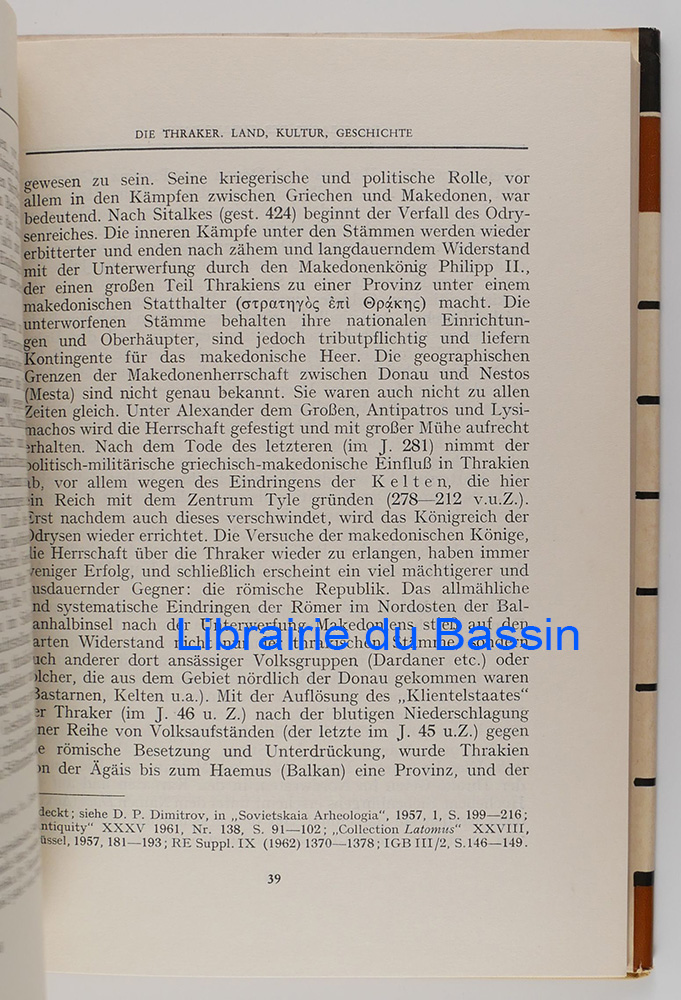 DIE THRAKER. LAND, KULTUR, GESCHICHTE
gewesen zu sein. Seine kriegerische und politische Rolle, vor
allem in den Kämpfen zwischen Griechen und Makedonen, war
bedeutend. Nach Sitalkes (gest. 424) beginnt der Verfall des Odry-
senreiches. Die inneren Kämpfe unter den Stämmen werden wieder
erbitterter und enden nach zähem und langdauerndem Widerstand
mit der Unterwerfung durch den Makedonenkönig Philipp II.,
der einen großen Teil Thrakiens zu einer Provinz unter einem
makedonischen Statthalter (στρατηγὸς ἐπὶ Θρᾴκης) macht. Die
unterworfenen Stämme behalten ihre nationalen Einrichtun-
gen und Oberhäupter, sind jedoch tributpflichtig und liefern
Kontingente für das makedonische Heer. Die geographischen
Grenzen der Makedonenherrschaft zwischen Donau und Nestos
(Mesta) sind nicht genau bekannt. Sie waren auch nicht zu allen
Zeiten gleich. Unter Alexander dem Großen, Antipatros und Lysi-
machos wird die Herrschaft gefestigt und mit großer Mühe aufrecht
erhalten. Nach dem Tode des letzteren (im J. 281) nimmt der
politisch-militärische griechisch-makedonische Einfluß in Thrakien
ab, vor allem wegen des Eindringens der Kelten, die hier
ein Reich mit dem Zentrum Tyle gründen (278—212 v.u.Z.).
Erst nachdem auch dieses verschwindet, wird das Königreich der
Odrysen wieder errichtet. Die Versuche der makedonischen Könige,
die Herrschaft über die Thraker wieder zu erlangen, haben immer
weniger Erfolg, und schließlich erscheint ein viel mächtigerer und
ausdauernder Gegner: die römische Republik. Das allmähliche
und systematische Eindringen der Römer im Nordosten der Bal-
kanhalbinsel nach der Unterwerfung Makedoniens stieß auf den
harten Widerstand nicht nur der thrakischen Stämme, sondern
auch anderer dort ansässiger Volksgruppen (Dardaner etc.) oder
solcher, die aus dem Gebiet nördlich der Donau gekommen waren
(Bastarnen, Kelten u.a.). Mit der Auflösung des „Klientelstaates"
der Thraker (im J. 46 u. Z.) nach der blutigen Niederschlagung
einer Reihe von Volksaufständen (der letzte im J. 45 u.Z.) gegen
die römische Besetzung und Unterdrückung, wurde Thrakien
von der Ägäis bis zum Haemus (Balkan) eine Provinz, und der
deckt; siehe D. P. Dimitrov, in „Sovietskaia Arheologia", 1957, 1, S. 199—216;
ntiquity" XXXV 1961, Nr. 138, S. 91—102; „Collection Latomus" XXVIII,
üssel, 1957, 181—193; RE Suppl. IX (1962) 1370—1378; IGB III/2, S.146—149.
39
Librairie du Bassin